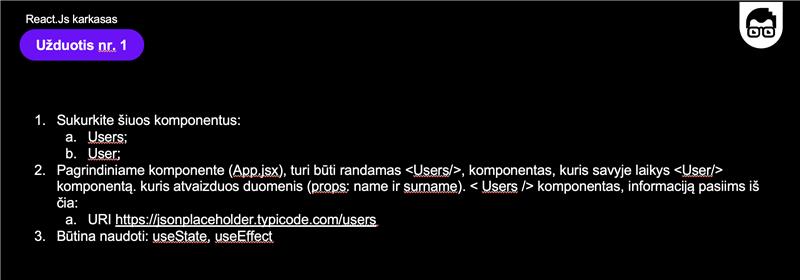 React.Js karkasas
Užduotis nr. 1
1. Sukurkite šiuos komponentus:
a. Users;
b. User;
2. Pagrindiniame komponente (App.jsx), turi būti randamas <Users/>, komponentas, kuris savyje laikys <User/>
komponentą. kuris atvaizduos duomenis (props: name ir surname). < Users /> komponentas, informaciją pasiims iš
čia:
a. URI https://jsonplaceholder.typicode.com/users
3. Būtina naudoti: useState, useEffect